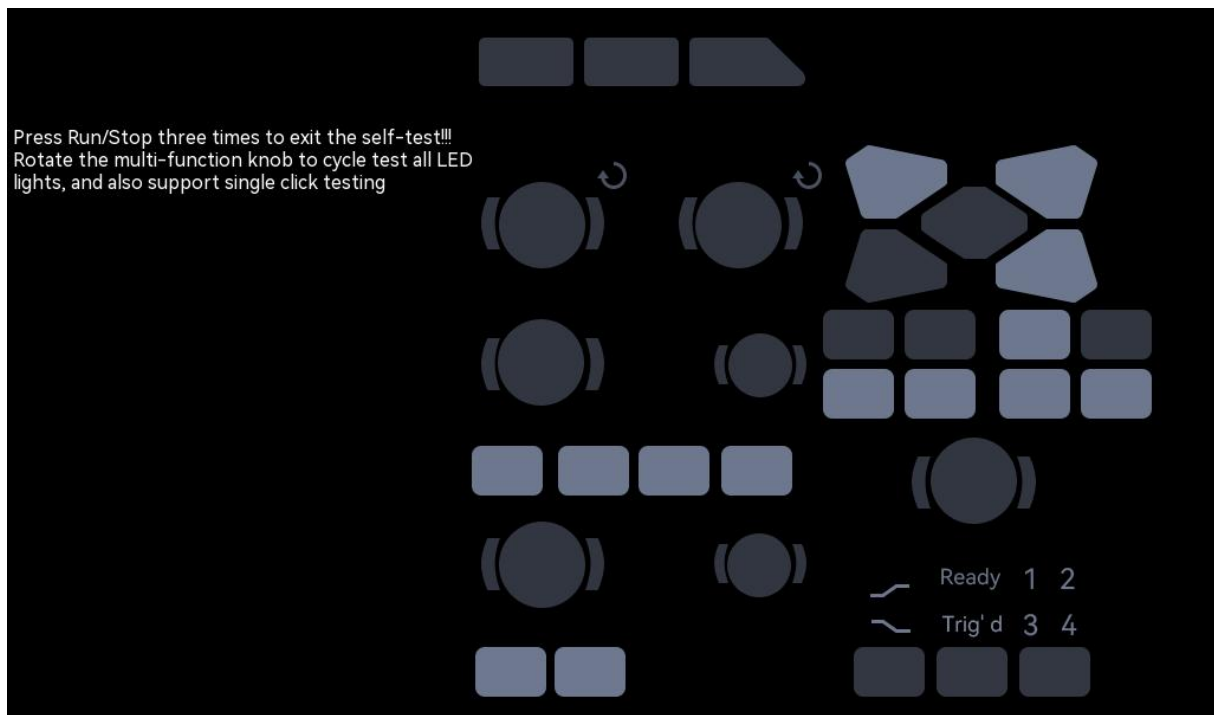 Press Run/Stop three times to exit the self-test!!!
Rotate the multi-function knob to cycle test all LED
lights, and also support single click testing
Ready 1 2
Trig' d 3 4